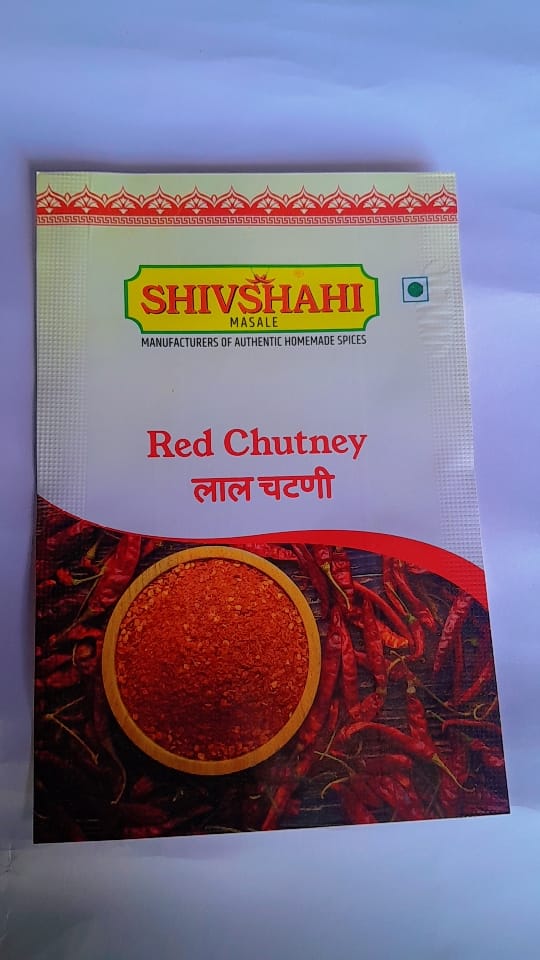 SHIVSHAHI®
MASALE
MANUFACTURERS OF AUTHENTIC HOMEMADE SPICES
Red Chutney
लाल चटणी